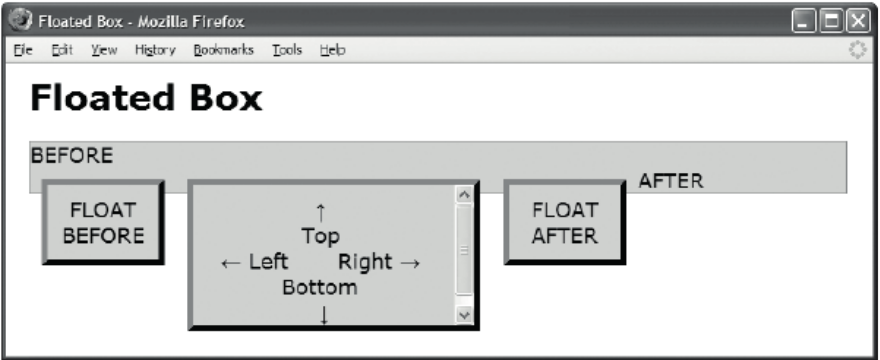 Floated Box - Mozilla Firefox
File Edit View History Bookmarks Tools Help
Floated Box
BEFORE
AFTER
FLOAT
BEFORE
↑
Top
← Left Right →
Bottom
↓
FLOAT
AFTER